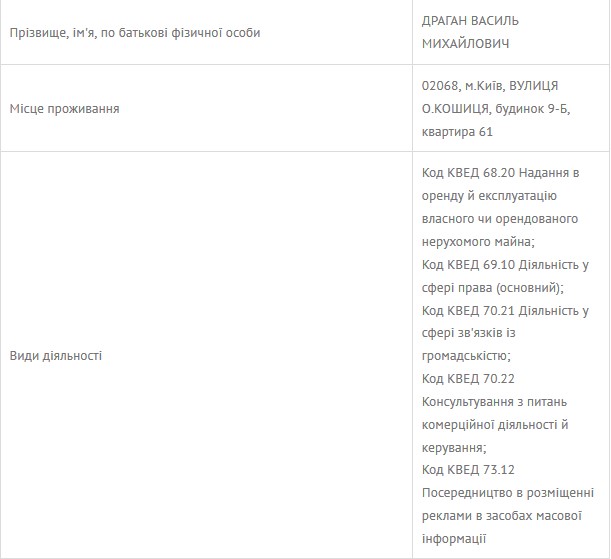 Прізвище, ім'я, по батькові фізичної особи
ДРАГАН ВАСИЛЬ
МИХАЙЛОВИЧ
Місце проживання
02068, м.Київ, ВУЛИЦЯ
О.КОШИЦЯ, будинок 9-Б,
квартира 61
Види діяльності
Код КВЕД 68.20 Надання в
оренду й експлуатацію
власного чи орендованого
нерухомого майна;
Код КВЕД 69.10 Діяльність у
сфері права (основний);
Код КВЕД 70.21 Діяльність у
сфері зв'язків із
громадськістю;
Код КВЕД 70.22
Консультування з питань
комерційної діяльності й
керування;
Код КВЕД 73.12
Посередництво в розміщенні
реклами в засобах масової
інформації